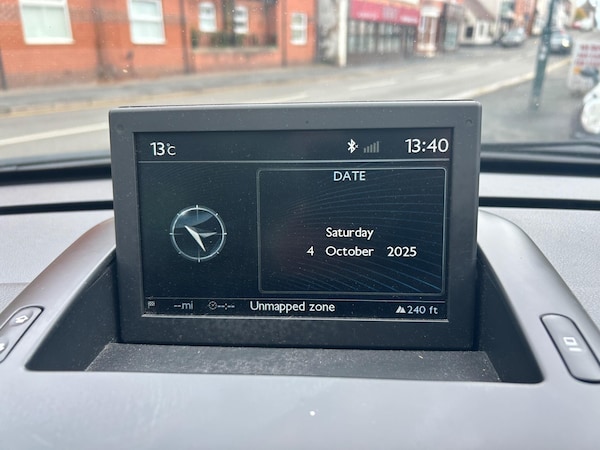 13°C 13:40
DATE
Saturday
4 October 2025
--mi --:-- Unmapped zone 240 ft